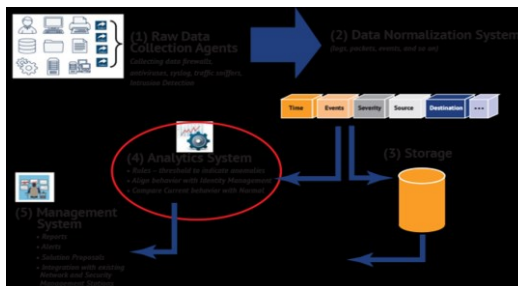 (1) Raw Data
Collection Agents
Collecting data firewalls,
antiviruses, syslog, traffic sniffers,
Intrusion Detection
(2) Data Normalization System
(logs, packets, events, and so on)
Time Events Severity Source Destination ...
(3) Storage
(4) Analytics System
• Rules – threshold to indicate anomalies
• Align behavior with Identity Management
• Compare Current behavior with Normal
(5) Management
System
• Reports
• Alerts
• Solution Proposals
• Integration with existing
Network and Security
Management Stations